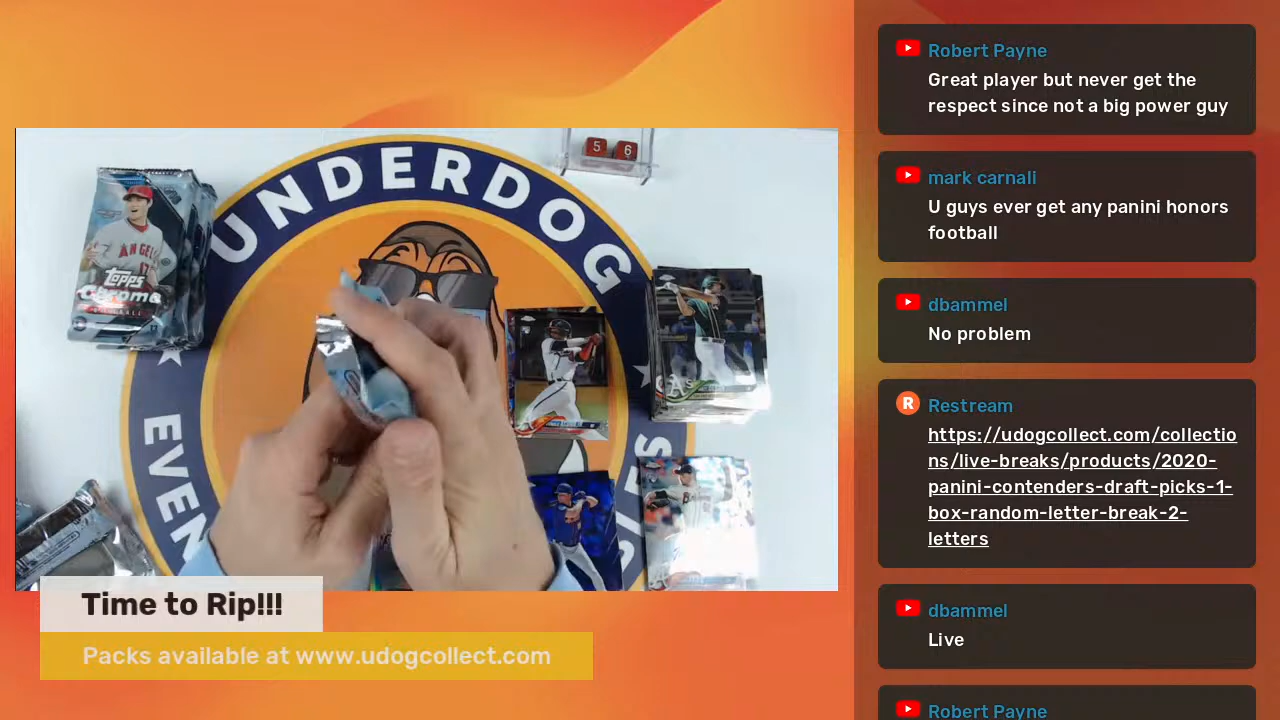 Robert Payne
Great player but never get the
respect since not a big power guy
mark carnall
U guys ever get any panini honors
football
dbammel
No problem
Restream
https://udogcollect.com/collectio
ns/live-breaks/products/2020-
panini-contenders-draft-picks-1-
box-random-letter-break-2-
letters
dbammel
Live
Robert Payne
UNDERDOG
EVEN
5 6
ANGELS
Topps
Chrome
BASEBALL
A's
Time to Rip!!!
Packs available at www.udogcollect.com